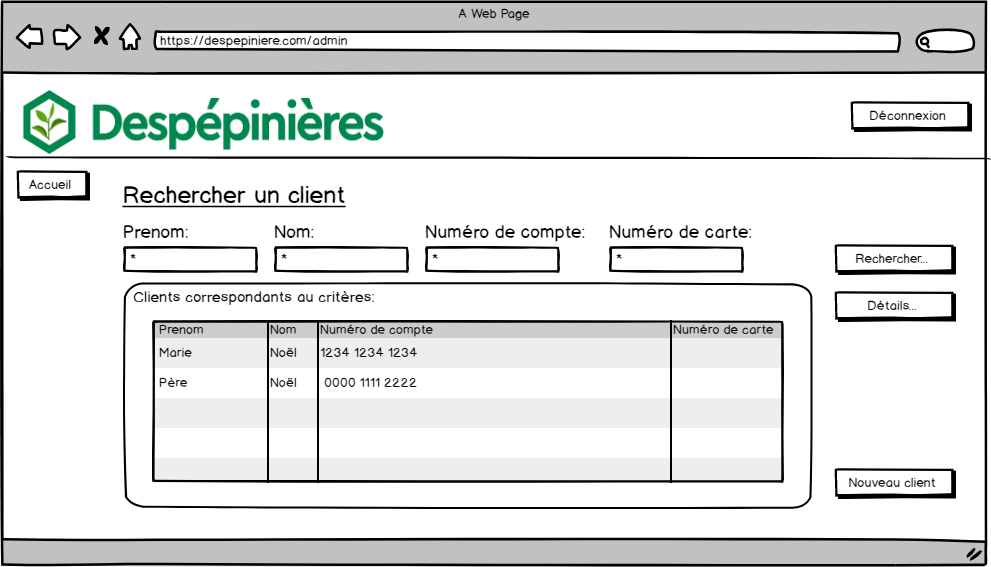 A Web Page
https://despepiniere.com/admin
Despépinières
Déconnexion
Accueil
Rechercher un client
Prenom: Nom: Numéro de compte: Numéro de carte:
* * * *
Rechercher...
Clients correspondants au critères:
Détails...
Prenom Nom Numéro de compte Numéro de carte
Marie Noël 1234 1234 1234
Père Noël 0000 1111 2222
Nouveau client